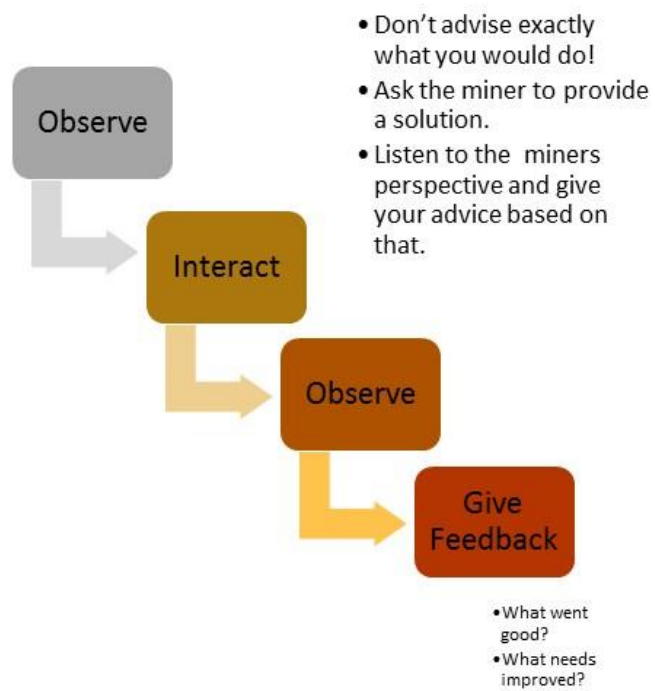 • Don’t advise exactly
what you would do!
• Ask the miner to provide
a solution.
• Listen to the miners
perspective and give
your advice based on
that.
Observe
Interact
Observe
Give
Feedback
• What went
good?
• What needs
improved?